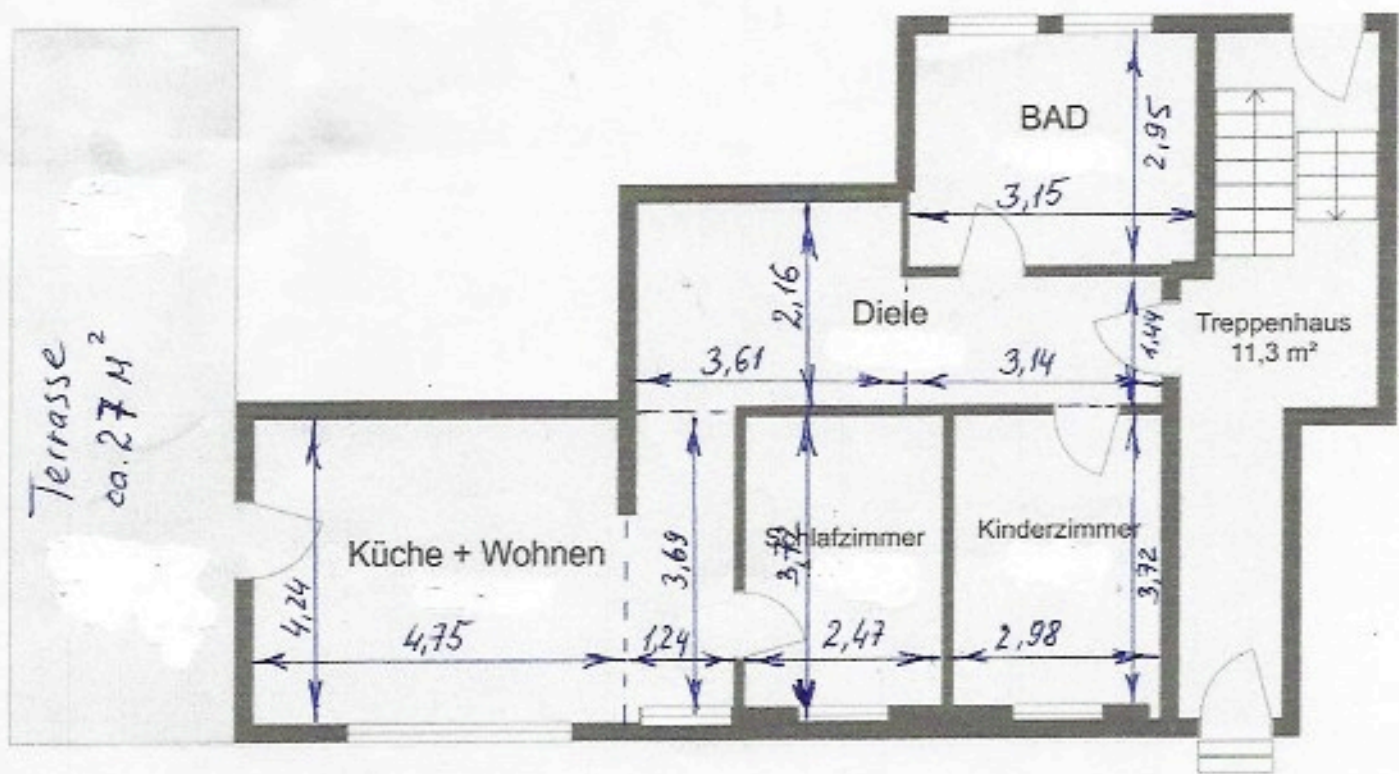 BAD
2,95
3,15
2,16
Diele
1,44
Treppenhaus
11,3 m²
3,61
3,14
Terrasse
ca. 27 M²
Küche + Wohnen
4,24
4,75
3,69
1,24
Schlafzimmer
2,47
Kinderzimmer
3,72
2,98